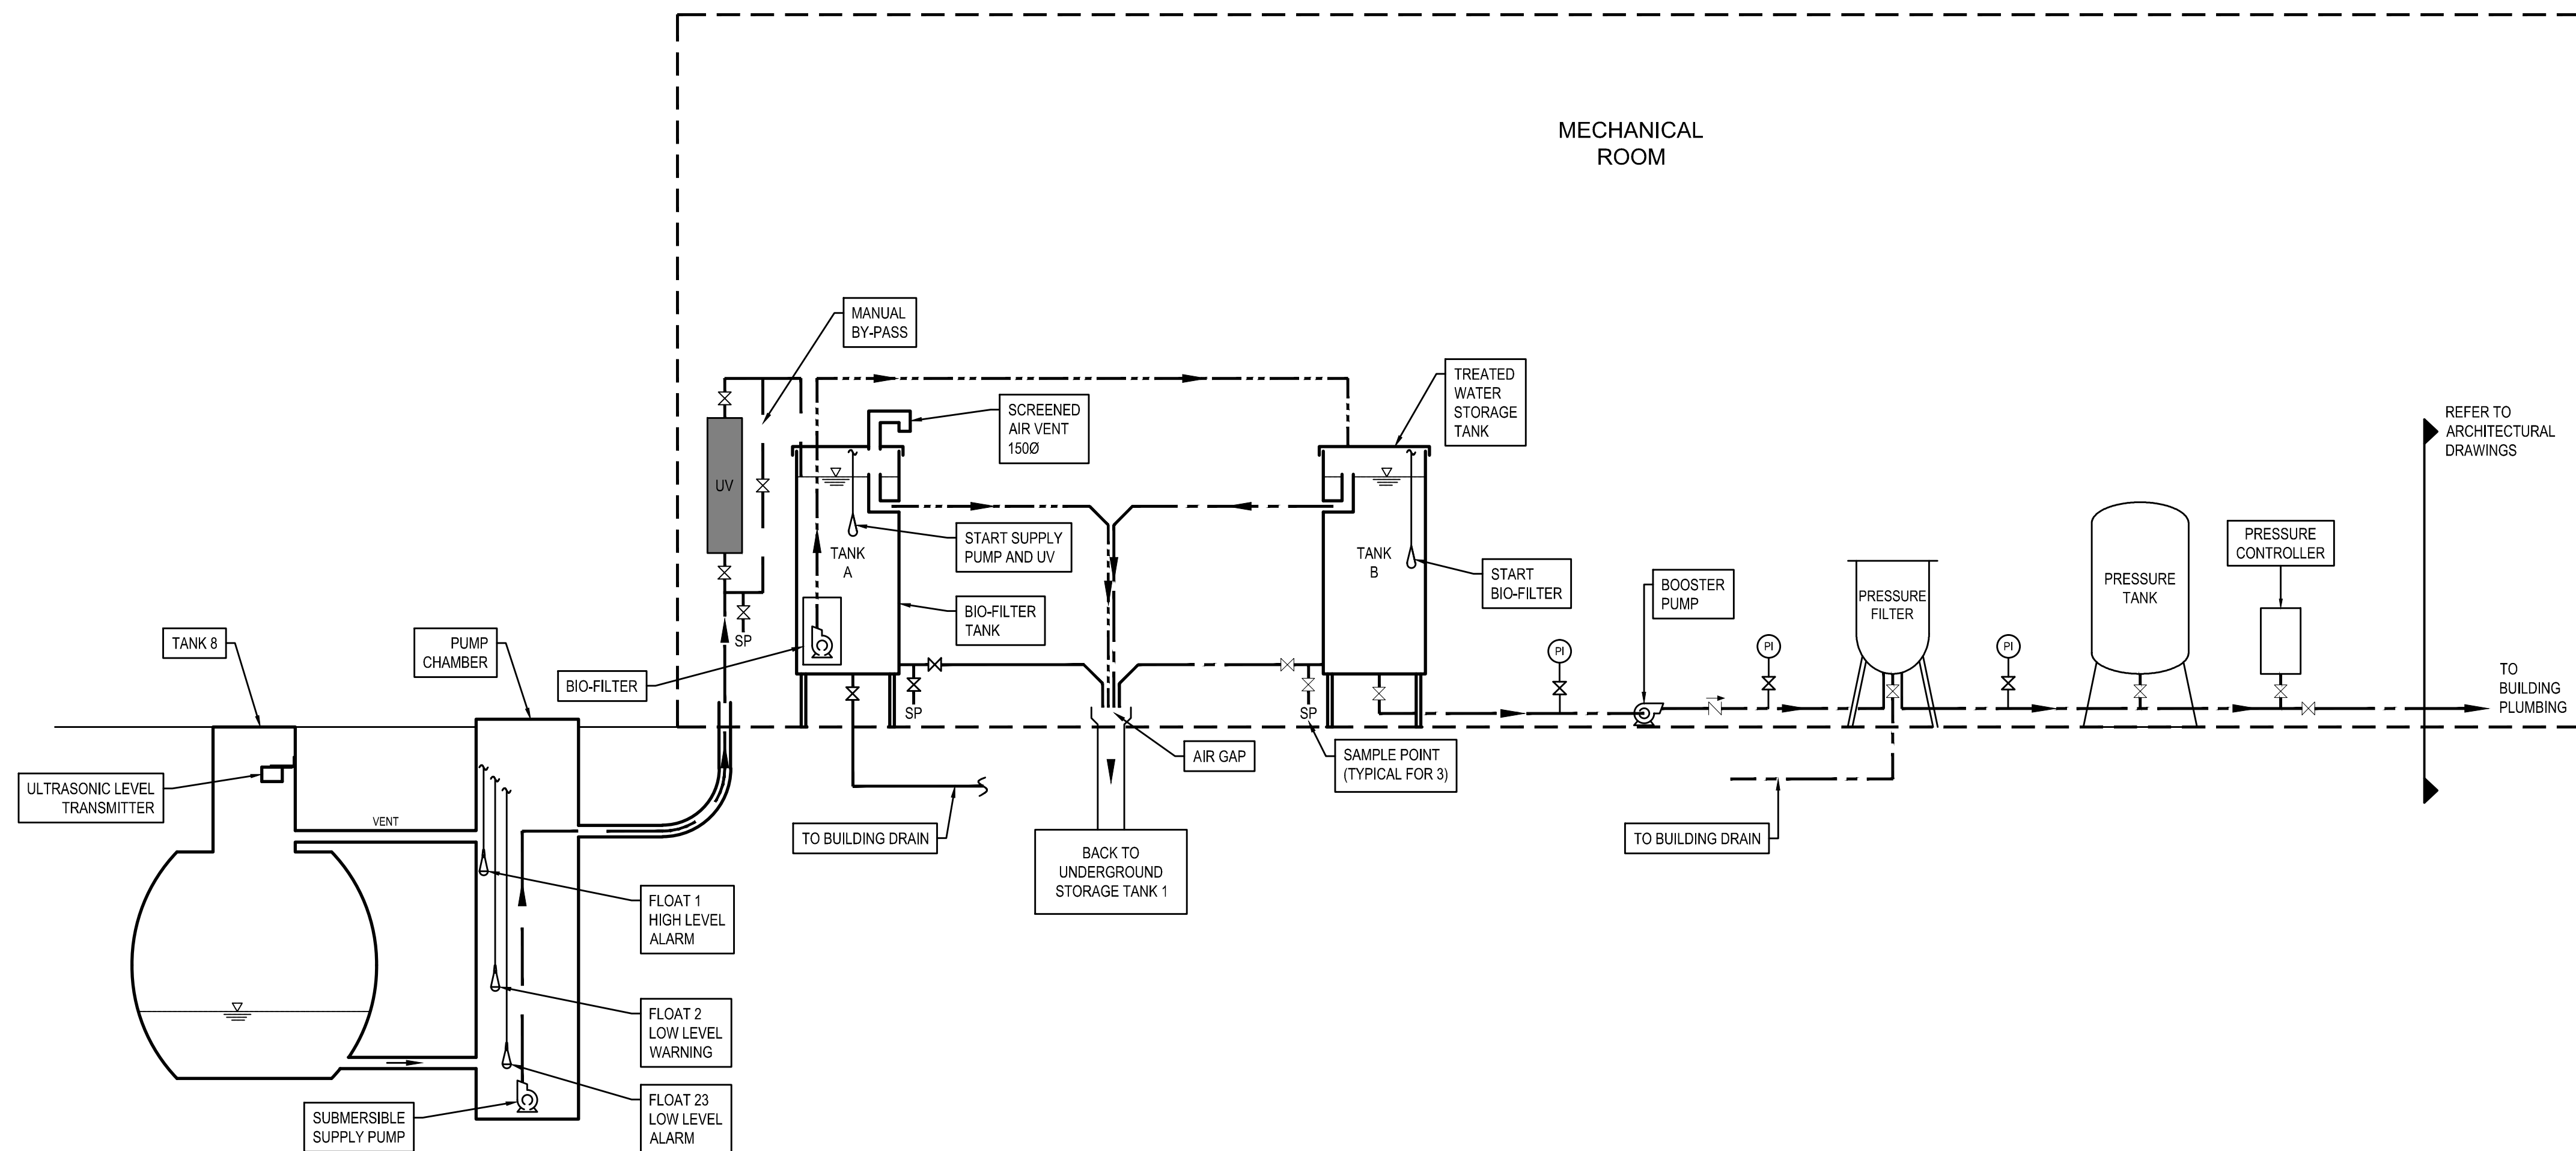 MECHANICAL
ROOM
MANUAL
BY-PASS
SCREENED
AIR VENT
150Ø
TREATED
WATER
STORAGE
TANK
REFER TO
ARCHITECTURAL
DRAWINGS
UV
START SUPPLY
PUMP AND UV
TANK
A
TANK
B
START
BIO-FILTER
BIO-FILTER
TANK
BOOSTER
PUMP
PRESSURE
FILTER
PRESSURE
TANK
PRESSURE
CONTROLLER
TANK 8
PUMP
CHAMBER
SP
BIO-FILTER
PI
PI
PI
SP
SP
TO
BUILDING
PLUMBING
AIR GAP
SAMPLE POINT
(TYPICAL FOR 3)
ULTRASONIC LEVEL
TRANSMITTER
VENT
TO BUILDING DRAIN
TO BUILDING DRAIN
BACK TO
UNDERGROUND
STORAGE TANK 1
FLOAT 1
HIGH LEVEL
ALARM
FLOAT 2
LOW LEVEL
WARNING
FLOAT 23
LOW LEVEL
ALARM
SUBMERSIBLE
SUPPLY PUMP